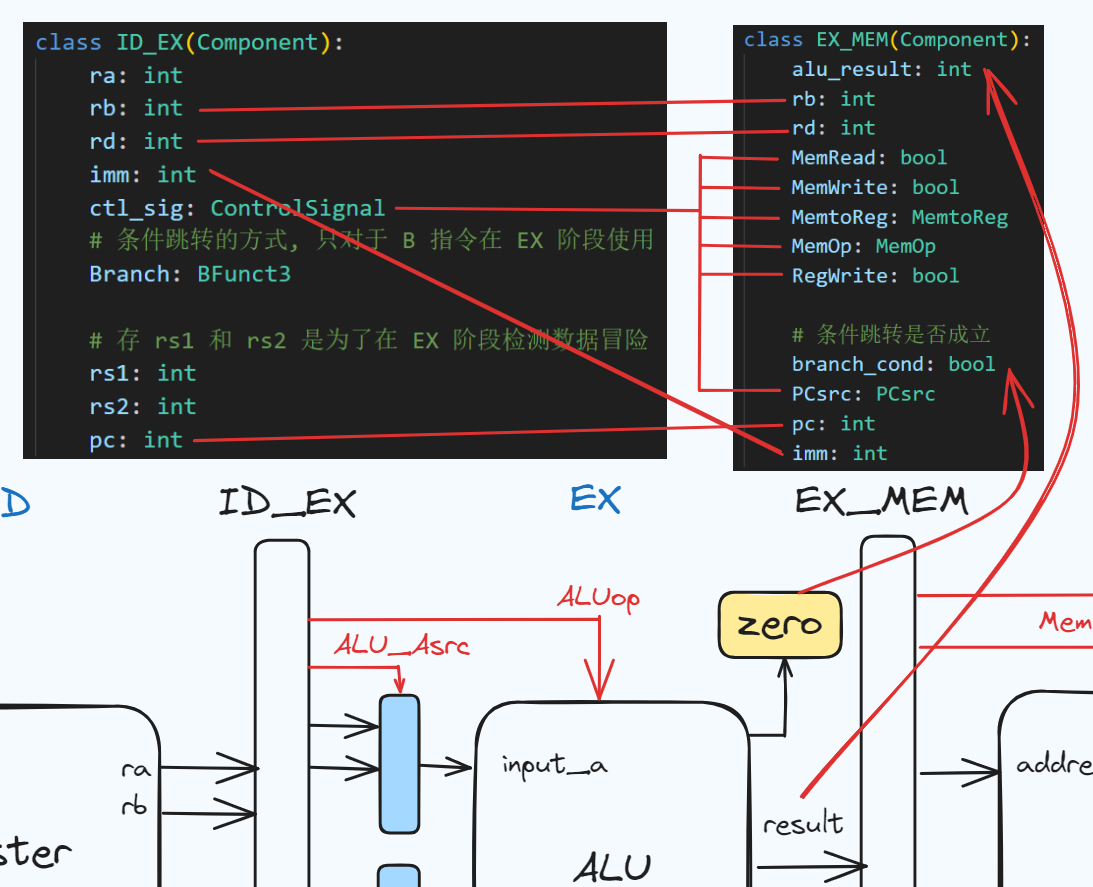 class ID_EX(Component):
ra: int
rb: int
rd: int
imm: int
ctl_sig: ControlSignal
# 条件跳转的方式, 只对于 B 指令在 EX 阶段使用
Branch: BFunct3
# 存 rs1 和 rs2 是为了在 EX 阶段检测数据冒险
rs1: int
rs2: int
pc: int
class EX_MEM(Component):
alu_result: int
rb: int
rd: int
MemRead: bool
MemWrite: bool
MemtoReg: MemtoReg
MemOp: MemOp
RegWrite: bool
# 条件跳转是否成立
branch_cond: bool
PCsrc: PCsrc
pc: int
imm: int
D
ID_EX
EX
EX_MEM
ALUop
zero
Mem
ALU_Asrc
ra
input_a
addre
rb
result
ster
ALU